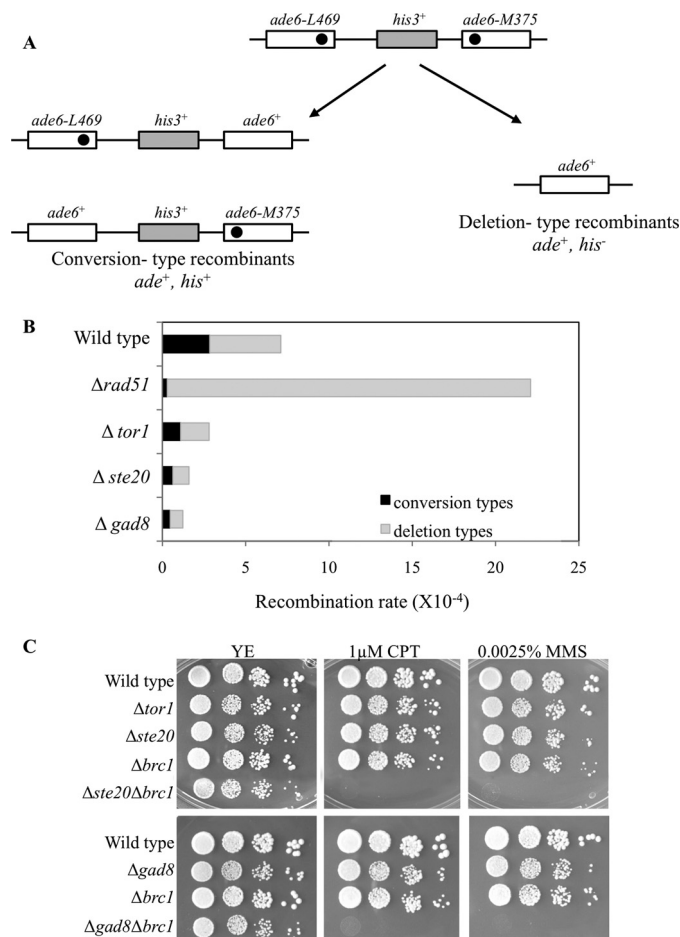 A
ade6-L469 his3⁺ ade6-M375
ade6-L469 his3⁺ ade6⁺
ade6⁺
ade6⁺ his3⁺ ade6-M375
Deletion- type recombinants
ade⁺, his⁻
Conversion- type recombinants
ade⁺, his⁺
B
Wild type
Δrad51
Δ tor1
Δ ste20
Δ gad8
conversion types
deletion types
0 5 10 15 20 25
Recombination rate (X10⁻⁴)
C
YE 1µM CPT 0.0025% MMS
Wild type
Δtor1
Δste20
Δbrc1
Δste20Δbrc1
Wild type
Δgad8
Δbrc1
Δgad8Δbrc1